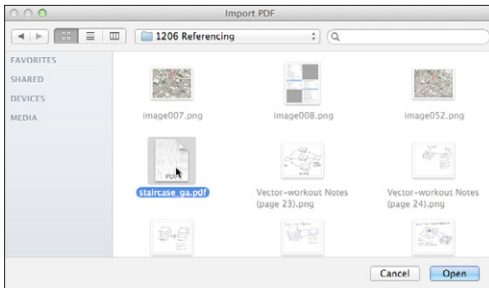 Import PDF
1206 Referencing
FAVORITES
SHARED
DEVICES
MEDIA
image007.png
image008.png
image052.png
PDF
staircase_ga.pdf
Vector-workout Notes
(page 23).png
Vector-workout Notes
(page 24).png
Cancel
Open